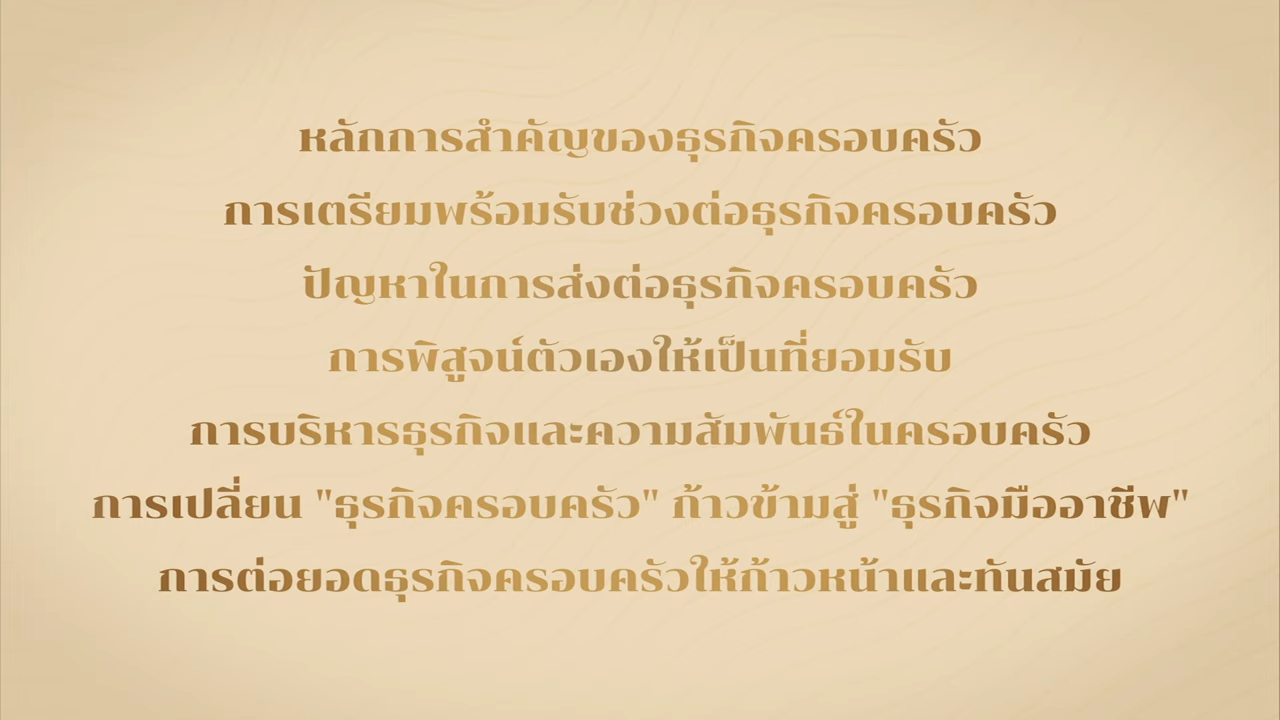 หลักการสำคัญของธุรกิจครอบครัว
การเตรียมพร้อมรับช่วงต่อธุรกิจครอบครัว
ปัญหาในการส่งต่อธุรกิจครอบครัว
การพิสูจน์ตัวเองให้เป็นที่ยอมรับ
การบริหารธุรกิจและความสัมพันธ์ในครอบครัว
การเปลี่ยน "ธุรกิจครอบครัว" ก้าวข้ามสู่ "ธุรกิจมืออาชีพ"
การต่อยอดธุรกิจครอบครัวให้ก้าวหน้าและทันสมัย